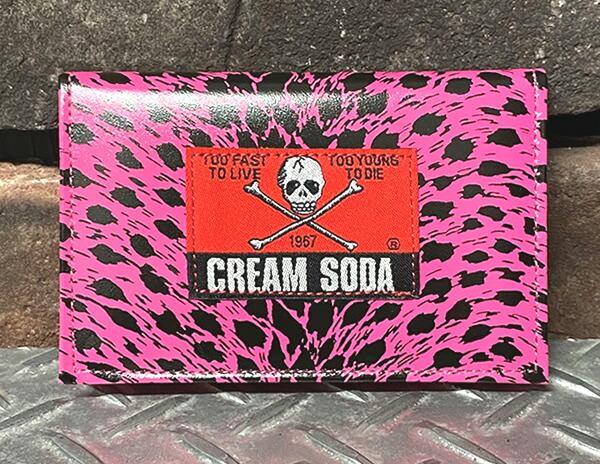 TOO FAST TOO YOUNG
TO LIVE TO DIE
1967
®
CREAM SODA